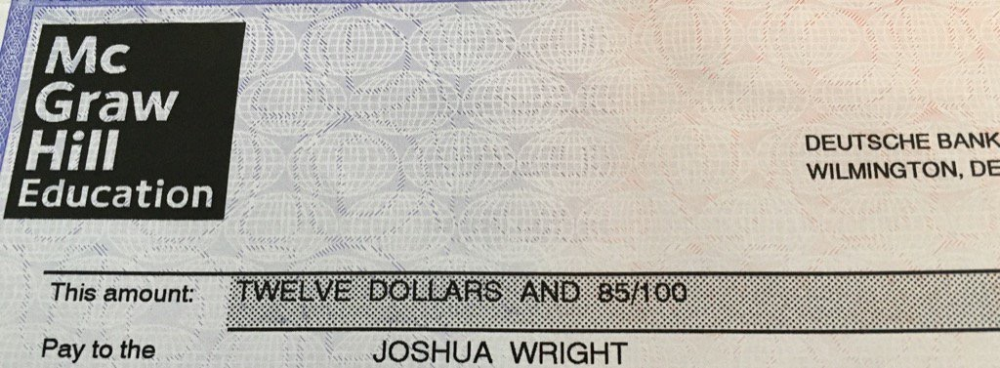 Mc
Graw
Hill
Education
DEUTSCHE BANK
WILMINGTON, DE
This amount: TWELVE DOLLARS AND 85/100
Pay to the JOSHUA WRIGHT